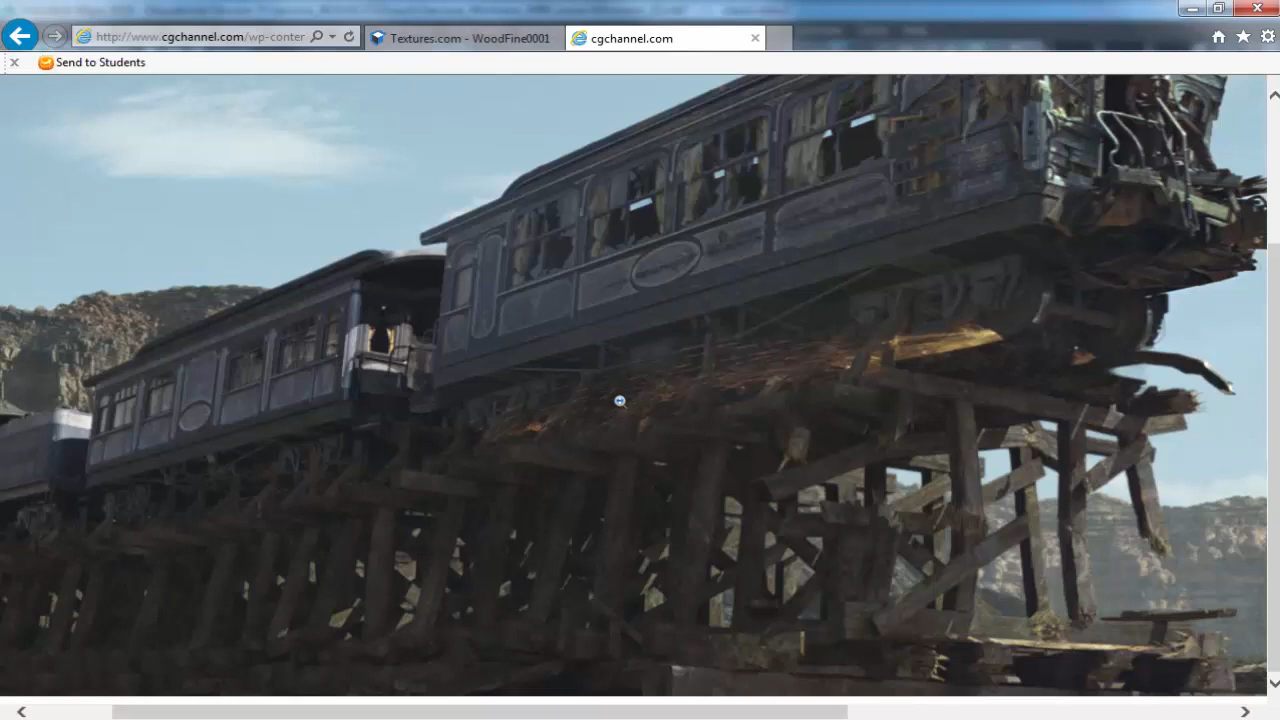 http://www.cgchannel.com/wp-conter
Textures.com - WoodFine0001
cgchannel.com
Send to Students